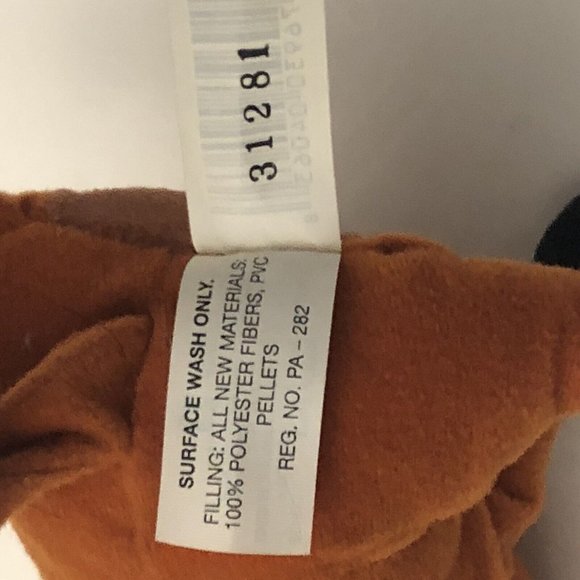 31281
SURFACE WASH ONLY.
FILLING: ALL NEW MATERIALS:
100% POLYESTER FIBERS, PVC
PELLETS
REG. NO. PA – 282